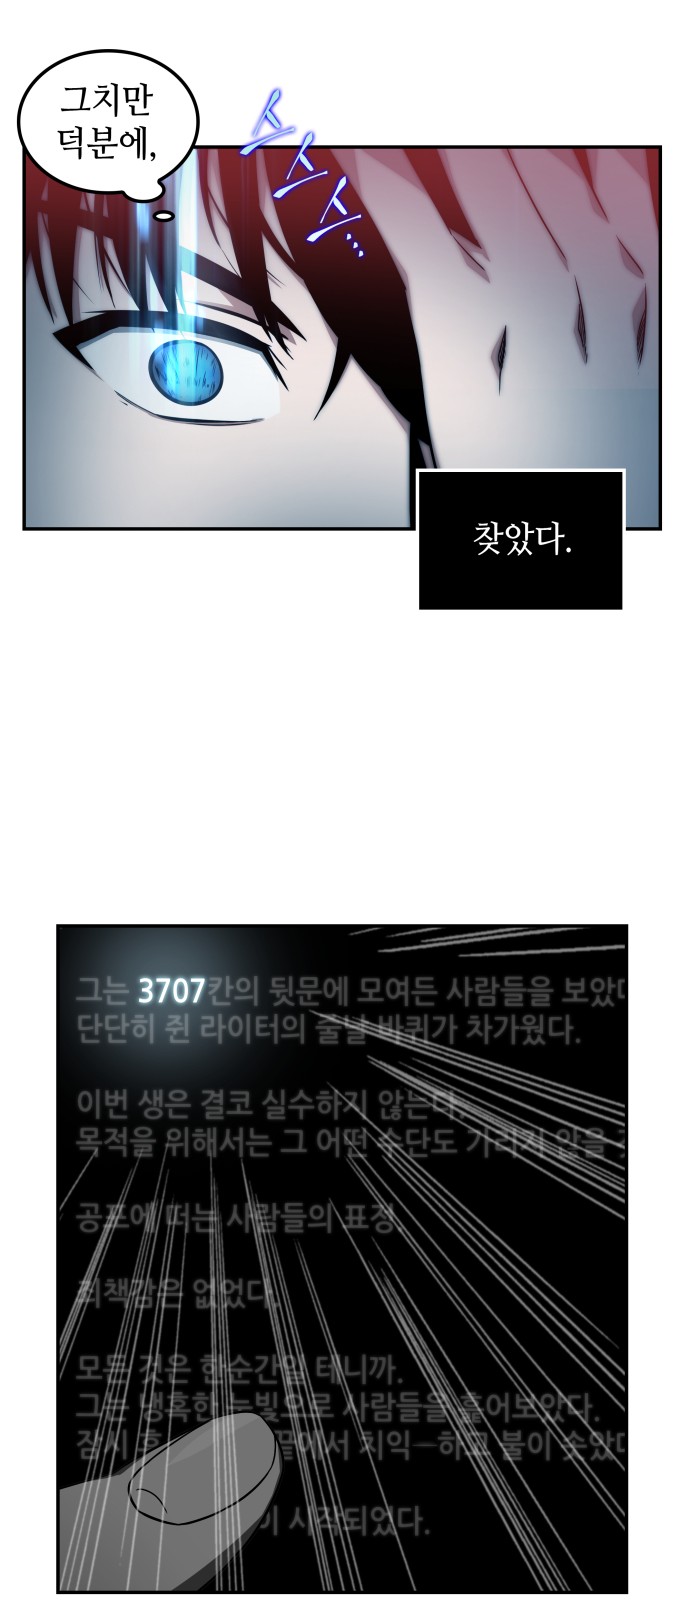 그치만
덕분에,
스스스...
찾았다.
그는 3707칸의 뒷문에 모여든 사람들을 보았
단단히 쥔 라이터의 줄날 바퀴가 차가웠다.
이번 생은 결코 실수하지 않는다.
목적을 위해서는 그 어떤 수단도 가리지 않을
공포에 떠는 사람들의 표정.
죄책감은 없었다.
모든 것은 한순간일 테니까.
그는 냉혹한 눈빛으로 사람들을 훑어보았다.
잠시 끝에서 치익—하고 불이 솟았
이 시작되었다.